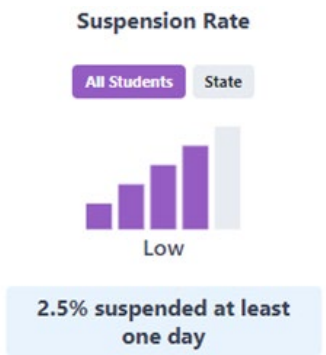 Suspension Rate
All Students State
Low
2.5% suspended at least
one day